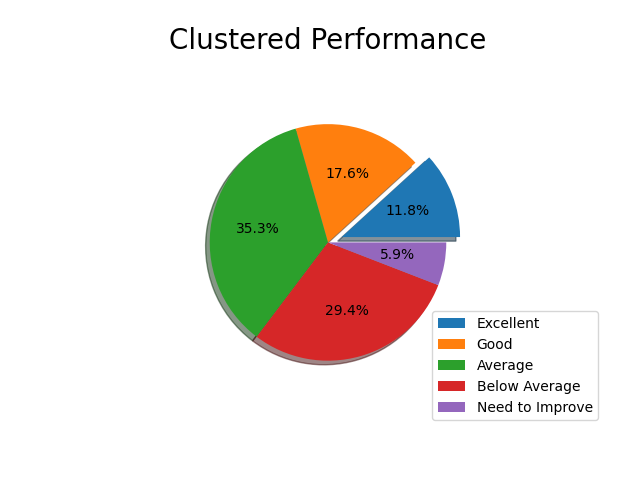 Clustered Performance
17.6%
11.8%
35.3%
5.9%
29.4%
Excellent
Good
Average
Below Average
Need to Improve